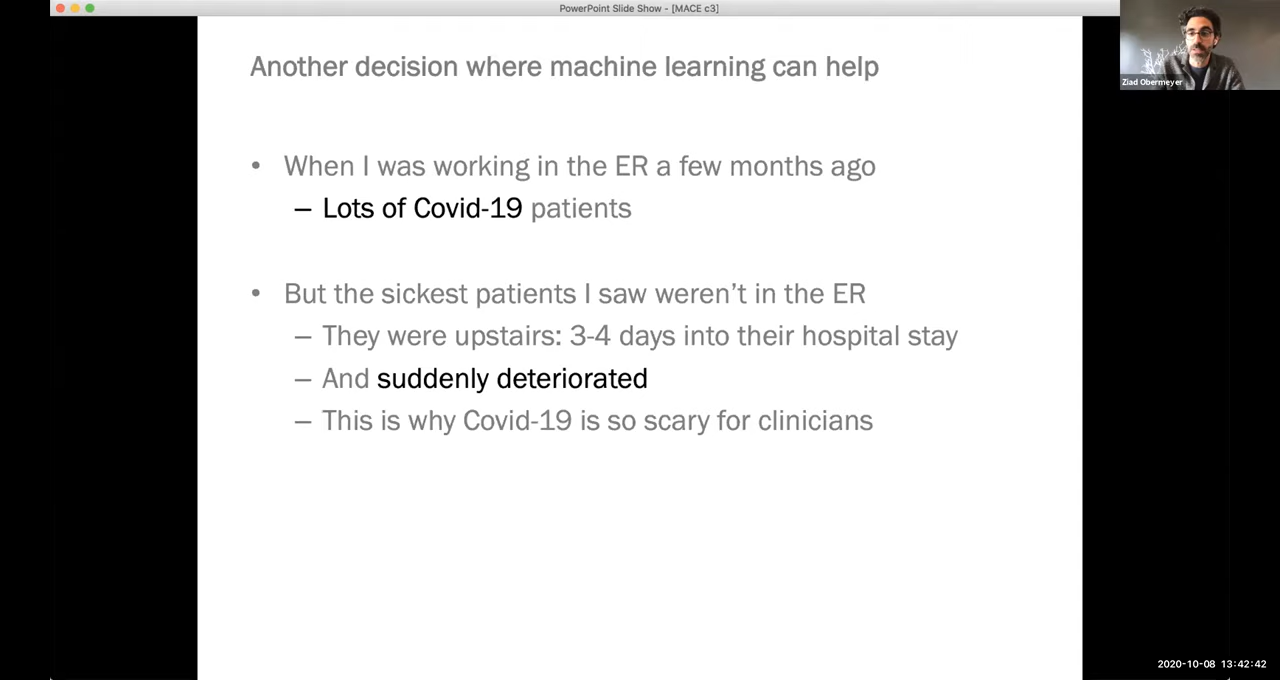 PowerPoint Slide Show - [MACE c3]
Ziad Obermeyer
Another decision where machine learning can help
• When I was working in the ER a few months ago
– Lots of Covid-19 patients
• But the sickest patients I saw weren’t in the ER
– They were upstairs: 3-4 days into their hospital stay
– And suddenly deteriorated
– This is why Covid-19 is so scary for clinicians
2020-10-08 13:42:42